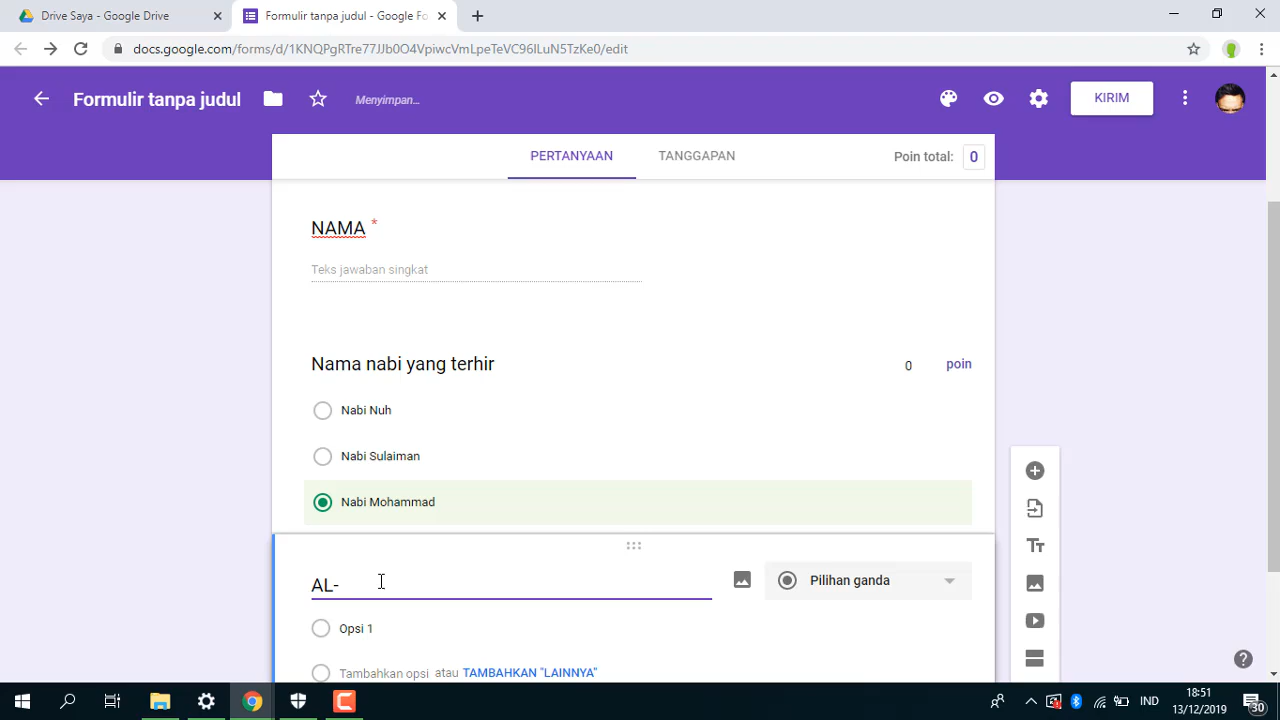 Drive Saya - Google Drive
Formulir tanpa judul - Google Fo
docs.google.com/forms/d/1KNQPgRTre77JJb0O4VpiwcVmLpeTeVC96ILuN5TzKe0/edit
Formulir tanpa judul
Menyimpan...
KIRIM
PERTANYAAN
TANGGAPAN
Poin total: 0
NAMA *
Teks jawaban singkat
Nama nabi yang terhir
0 poin
Nabi Nuh
Nabi Sulaiman
Nabi Mohammad
AL-
Pilihan ganda
Opsi 1
Tambahkan opsi atau TAMBAHKAN "LAINNYA"
IND
18:51
13/12/2019
30